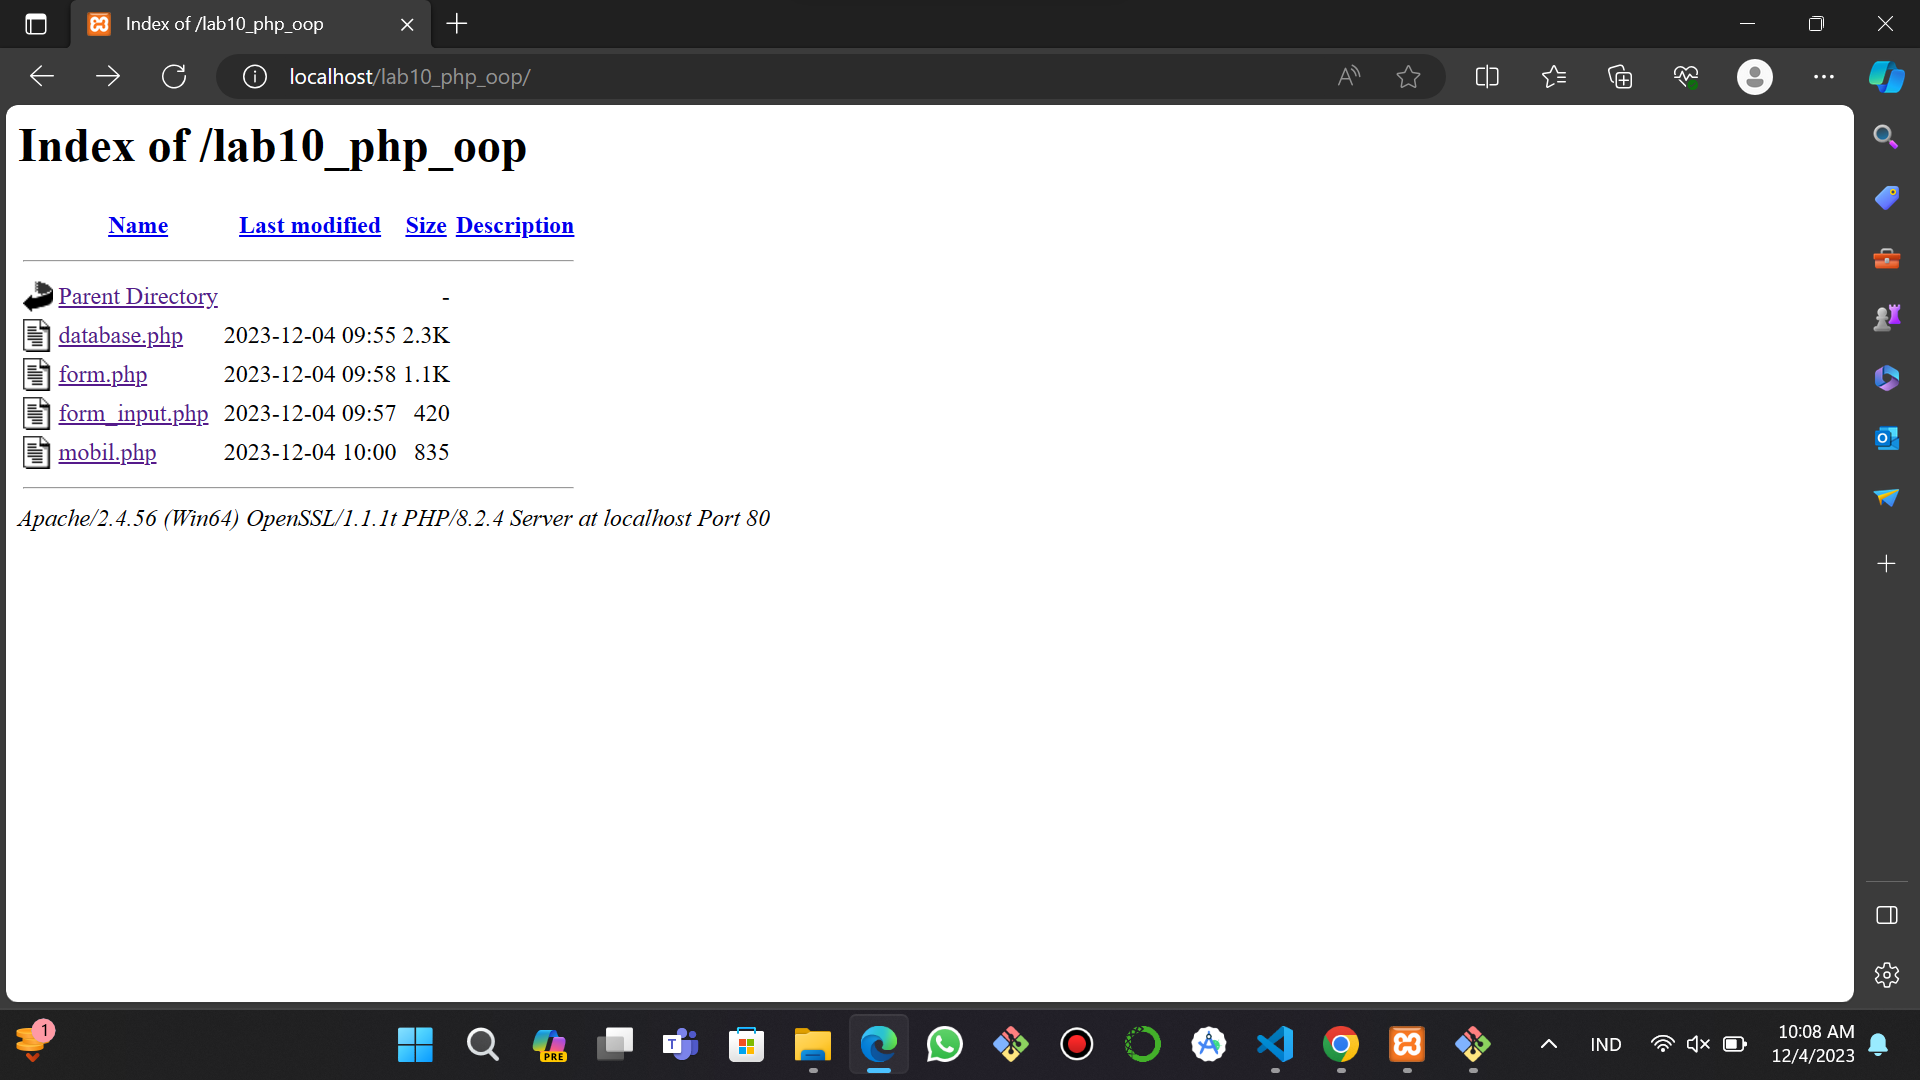 Index of /lab10_php_oop
localhost/lab10_php_oop/
Index of /lab10_php_oop
Name Last modified Size Description
Parent Directory -
database.php 2023-12-04 09:55 2.3K
form.php 2023-12-04 09:58 1.1K
form_input.php 2023-12-04 09:57 420
mobil.php 2023-12-04 10:00 835
Apache/2.4.56 (Win64) OpenSSL/1.1.1t PHP/8.2.4 Server at localhost Port 80
1
PRE
IND
10:08 AM
12/4/2023